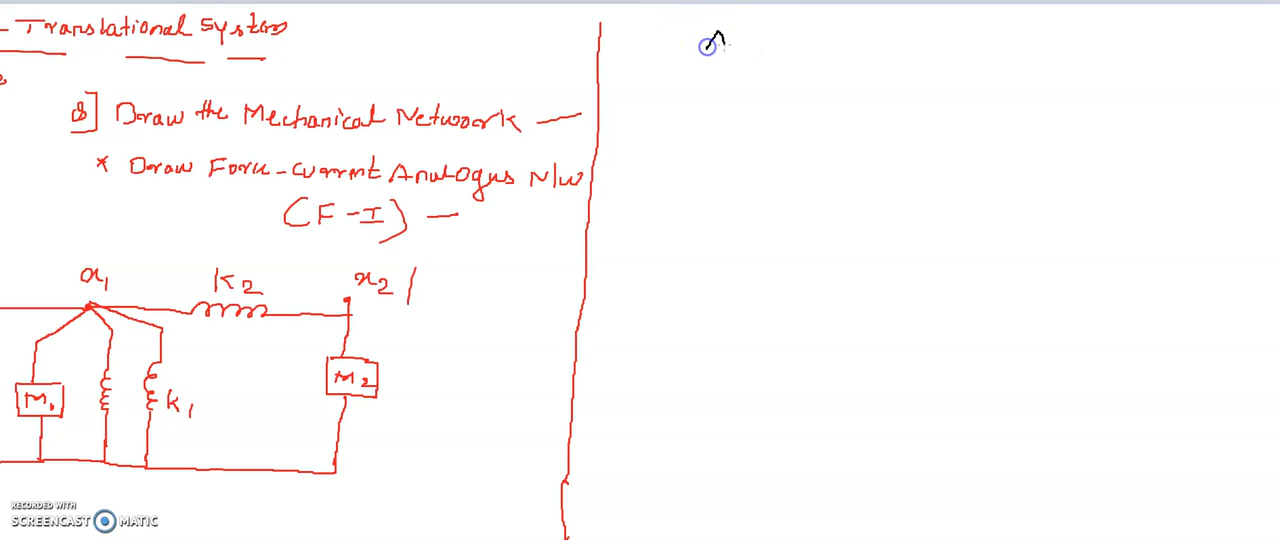 - Translational System
Q] Draw the Mechanical Network —
* Draw Force - Current Analogus N/W
(F - I) —
x1 K2 x2
M1 K1 M2
RECORDED WITH
SCREENCAST MATIC